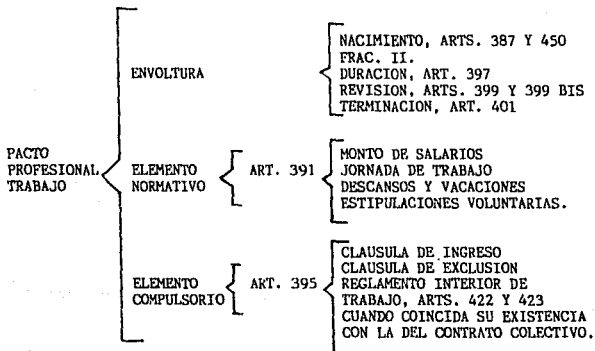 PACTO
PROFESIONAL
TRABAJO
ENVOLTURA
NACIMIENTO, ARTS. 387 Y 450
FRAC. II.
DURACION, ART. 397
REVISION, ARTS. 399 Y 399 BIS
TERMINACION, ART. 401
ELEMENTO
NORMATIVO
ART. 391
MONTO DE SALARIOS
JORNADA DE TRABAJO
DESCANSOS Y VACACIONES
ESTIPULACIONES VOLUNTARIAS.
ELEMENTO
COMPULSORIO
ART. 395
CLAUSULA DE INGRESO
CLAUSULA DE EXCLUSION
REGLAMENTO INTERIOR DE
TRABAJO, ARTS. 422 Y 423
CUANDO COINCIDA SU EXISTENCIA
CON LA DEL CONTRATO COLECTIVO.